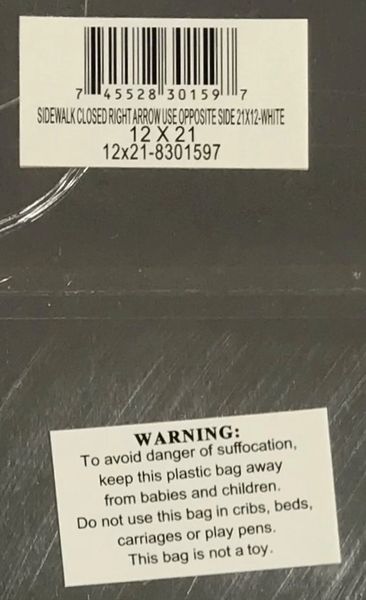 7 45528 30159 7
SIDEWALK CLOSED RIGHT ARROW USE OPPOSITE SIDE 21X12-WHITE
12 X 21
12x21-8301597
WARNING:
To avoid danger of suffocation,
keep this plastic bag away
from babies and children.
Do not use this bag in cribs, beds,
carriages or play pens.
This bag is not a toy.